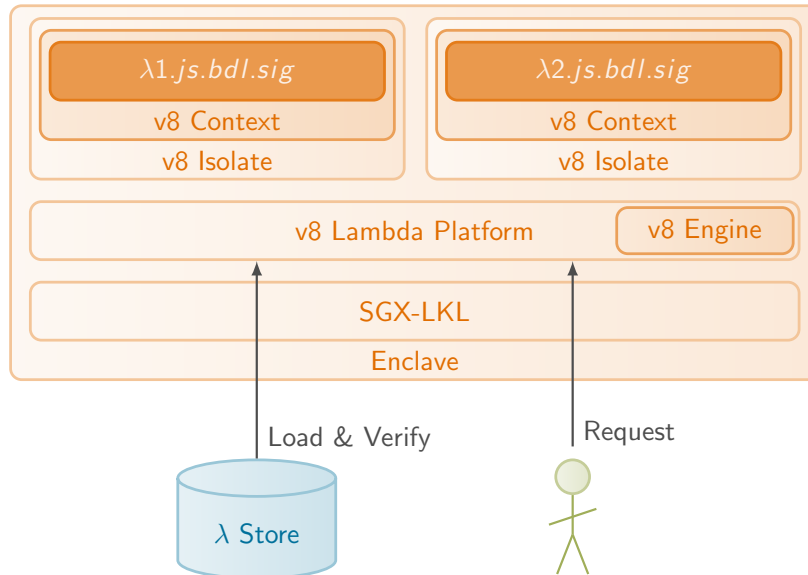 λ1.js.bdl.sig
λ2.js.bdl.sig
v8 Context
v8 Context
v8 Isolate
v8 Isolate
v8 Lambda Platform
v8 Engine
SGX-LKL
Enclave
Load & Verify
Request
λ Store